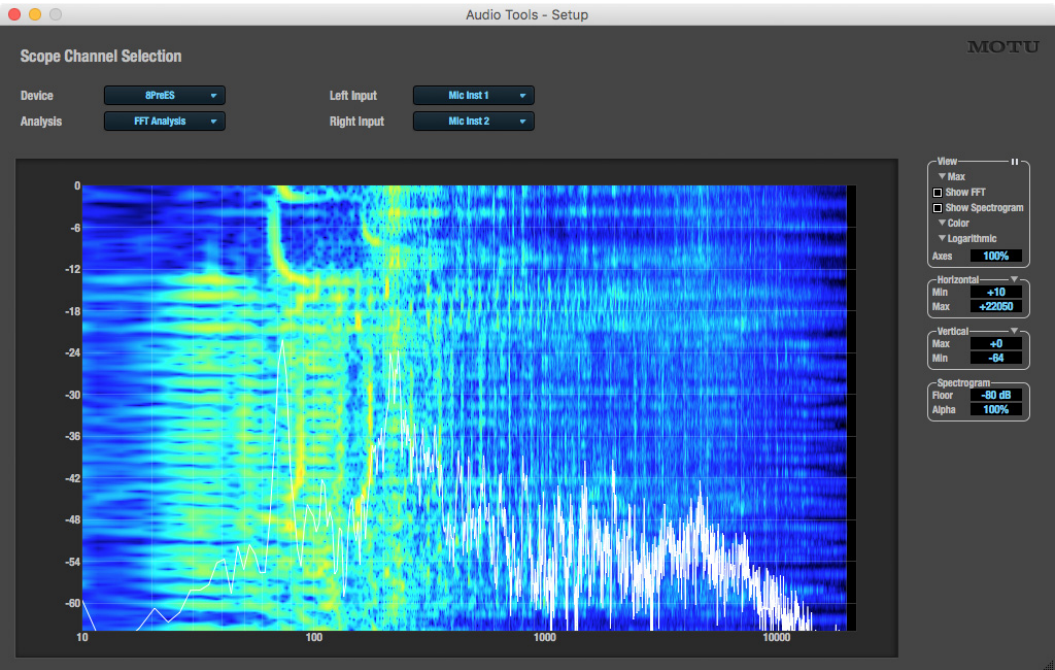 Audio Tools - Setup
MOTU
Scope Channel Selection
Device 8PreES Left Input Mic Inst 1
Analysis FFT Analysis Right Input Mic Inst 2
View
Max
Show FFT
Show Spectrogram
Color
Logarithmic
Axes 100%
Horizontal
Min +10
Max +22050
Vertical
Max +0
Min -64
Spectrogram
Floor -80 dB
Alpha 100%
0
-6
-12
-18
-24
-30
-36
-42
-48
-54
-60
10 100 1000 10000